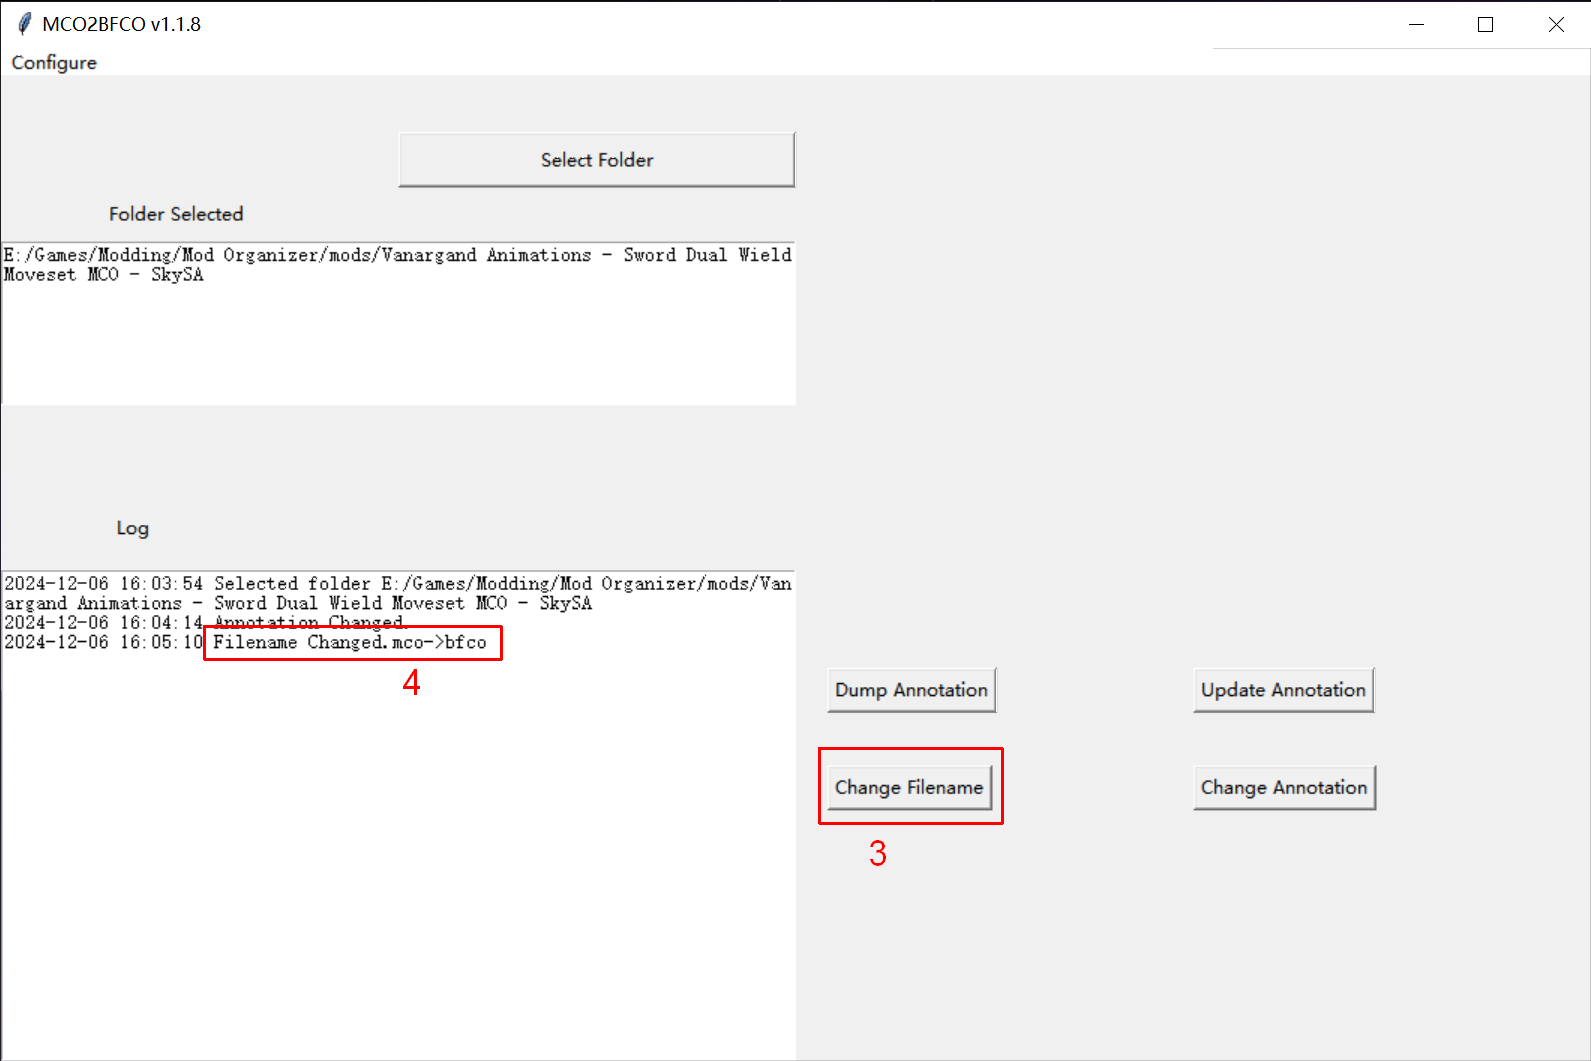 MCO2BFCO v1.1.8
Configure
Select Folder
Folder Selected
E:/Games/Modding/Mod Organizer/mods/Vanargand Animations - Sword Dual Wield
Moveset MCO - SkySA
Log
2024-12-06 16:03:54 Selected folder E:/Games/Modding/Mod Organizer/mods/Van
argand Animations - Sword Dual Wield Moveset MCO - SkySA
2024-12-06 16:04:14 Annotation Changed.
2024-12-06 16:05:10 Filename Changed.mco->bfco
4
Dump Annotation
Update Annotation
Change Filename
Change Annotation
3